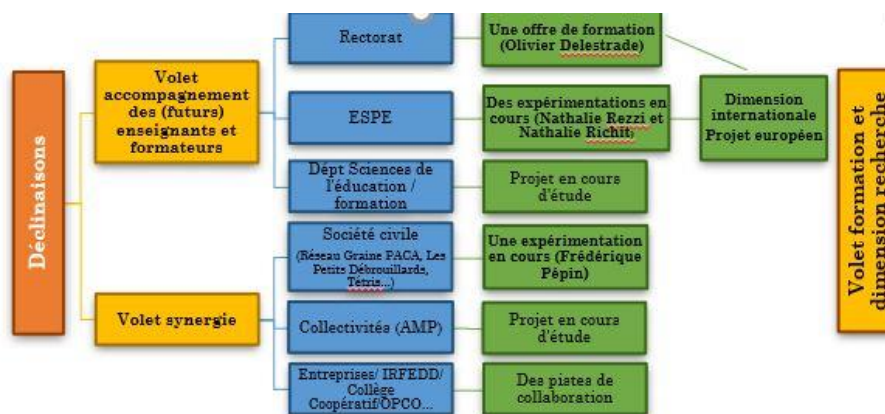 Déclinaisons
Volet
accompagnement
des (futurs)
enseignants et
formateurs
Volet synergie
Rectorat
ESPE
Dépt Sciences de
l'éducation /
formation
Société civile
(Réseau Graine PACA, Les
Petits Débrouillards,
Tétris...)
Collectivités (AMP)
Entreprises/ IRFEDD/
Collège
Coopératif/OPCO...
Une offre de formation
(Olivier Delestrade)
Des expérimentations en
cours (Nathalie Rezzi et
Nathalie Richit)
Projet en cours
d'étude
Une expérimentation
en cours (Frédérique
Pépin)
Projet en cours
d'étude
Des pistes de
collaboration
Dimension
internationale
Projet européen
Volet formation et
dimension recherche